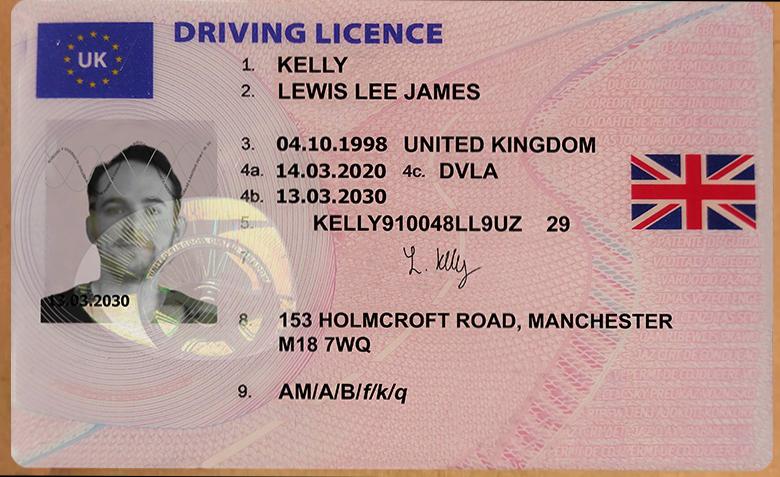 UK
DRIVING LICENCE
1. KELLY
2. LEWIS LEE JAMES
3. 04.10.1998 UNITED KINGDOM
4a. 14.03.2020 4c. DVLA
4b. 13.03.2030
5. KELLY910048LL9UZ 29
L. Kelly
13.03.2030
8. 153 HOLMCROFT ROAD, MANCHESTER
M18 7WQ
9. AM/A/B/f/k/q